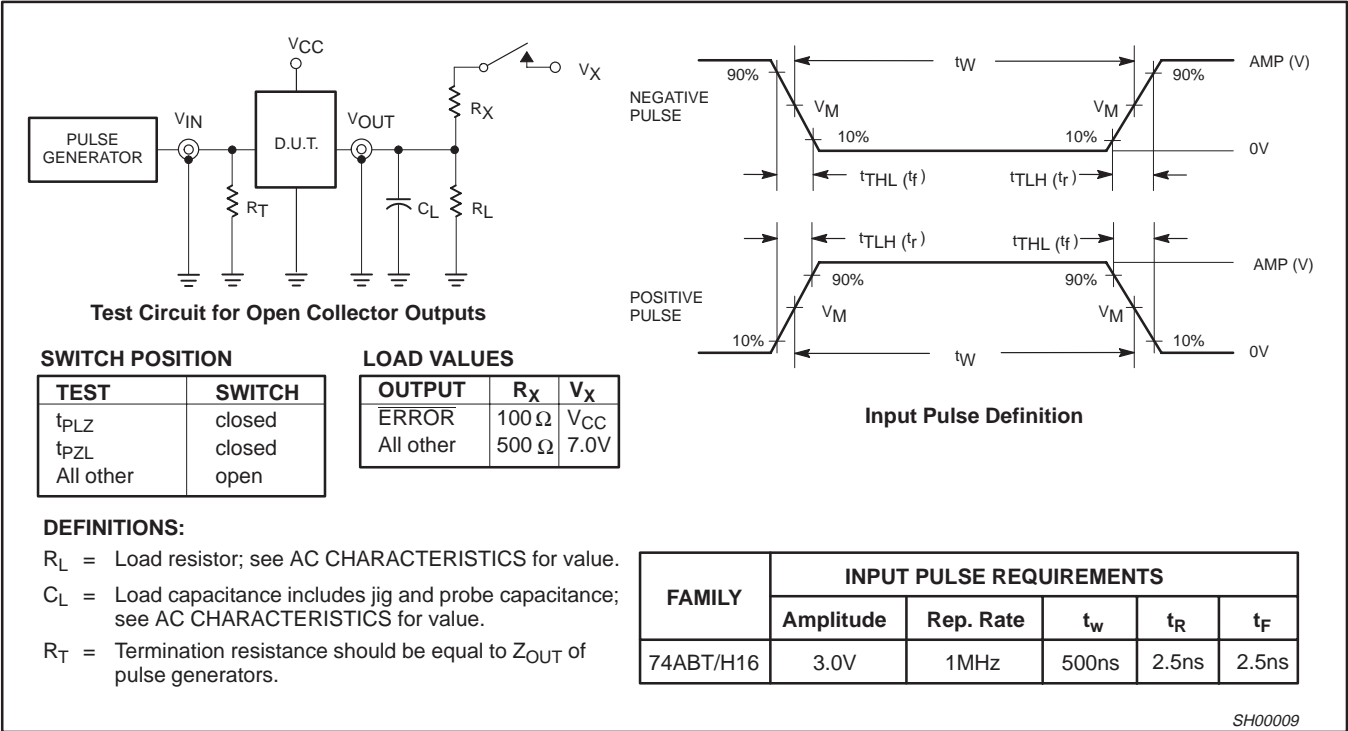 VCC
VX
RX
VIN
VOUT
PULSE
GENERATOR
D.U.T.
RT
CL
RL
Test Circuit for Open Collector Outputs
NEGATIVE
PULSE
90%
tW
90%
AMP (V)
VM
VM
10%
10%
0V
tTHL (tf)
tTLH (tr)
tTLH (tr)
tTHL (tf)
POSITIVE
PULSE
90%
90%
AMP (V)
VM
VM
10%
10%
0V
tW
Input Pulse Definition
SWITCH POSITION
TEST SWITCH
tPLZ closed
tPZL closed
All other open
LOAD VALUES
OUTPUT RX VX
ERROR 100 Ω VCC
All other 500 Ω 7.0V
DEFINITIONS:
RL = Load resistor; see AC CHARACTERISTICS for value.
CL = Load capacitance includes jig and probe capacitance;
see AC CHARACTERISTICS for value.
RT = Termination resistance should be equal to ZOUT of
pulse generators.
FAMILY
INPUT PULSE REQUIREMENTS
Amplitude Rep. Rate tw tR tF
74ABT/H16 3.0V 1MHz 500ns 2.5ns 2.5ns
SH00009